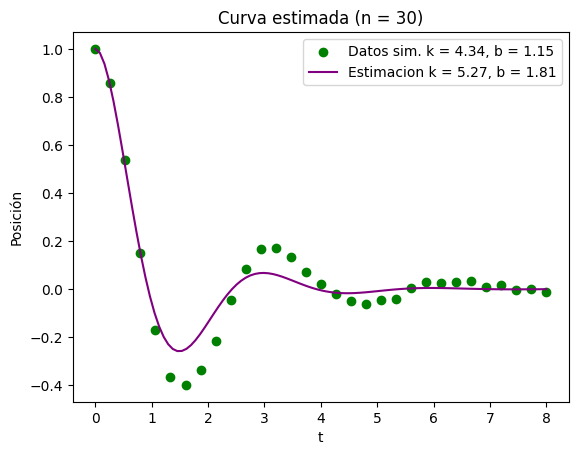 Curva estimada (n = 30)
Datos sim. k = 4.34, b = 1.15
Estimacion k = 5.27, b = 1.81
Posición
1.0
0.8
0.6
0.4
0.2
0.0
−0.2
−0.4
0 1 2 3 4 5 6 7 8
t